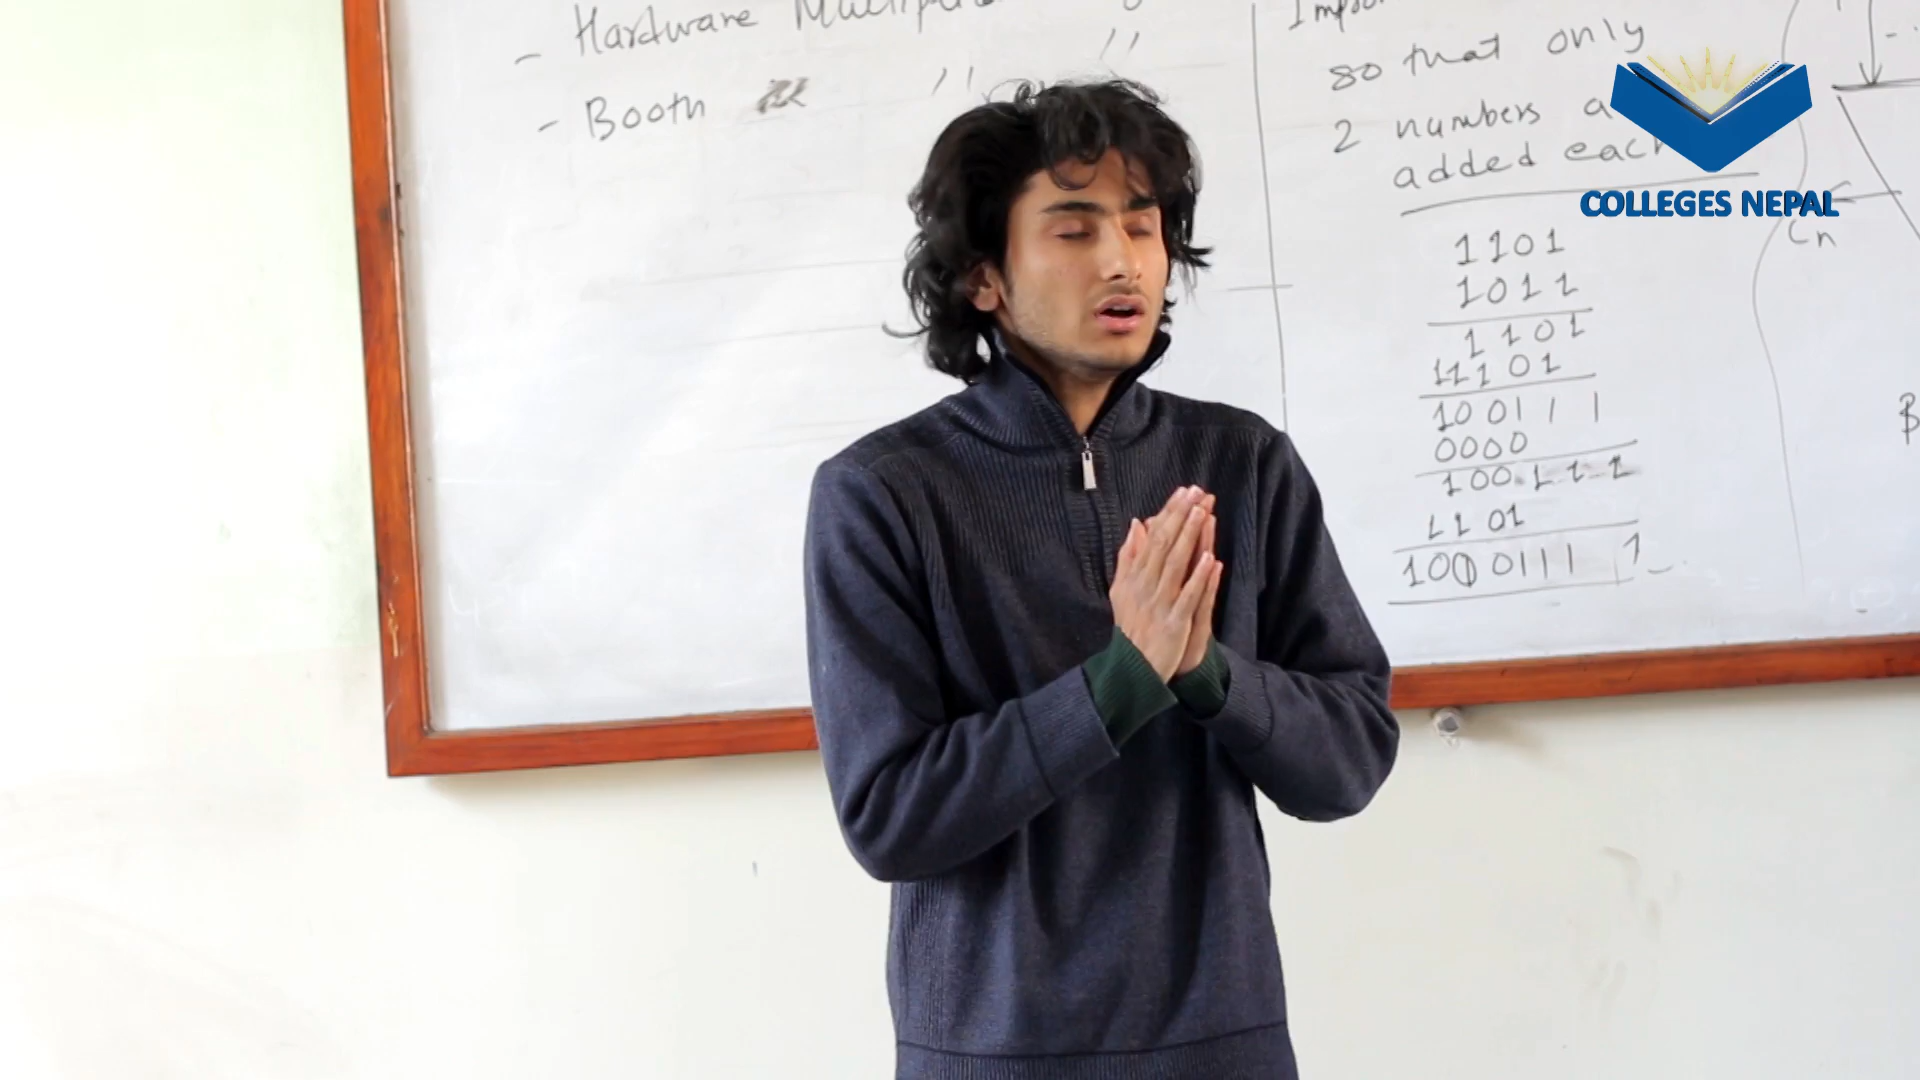 - Hardware
- Booth " "
so that only
2 numbers
added each
1101
1011
1101
11101
100111
0000
100111
1101
10001111
Cn
COLLEGES NEPAL